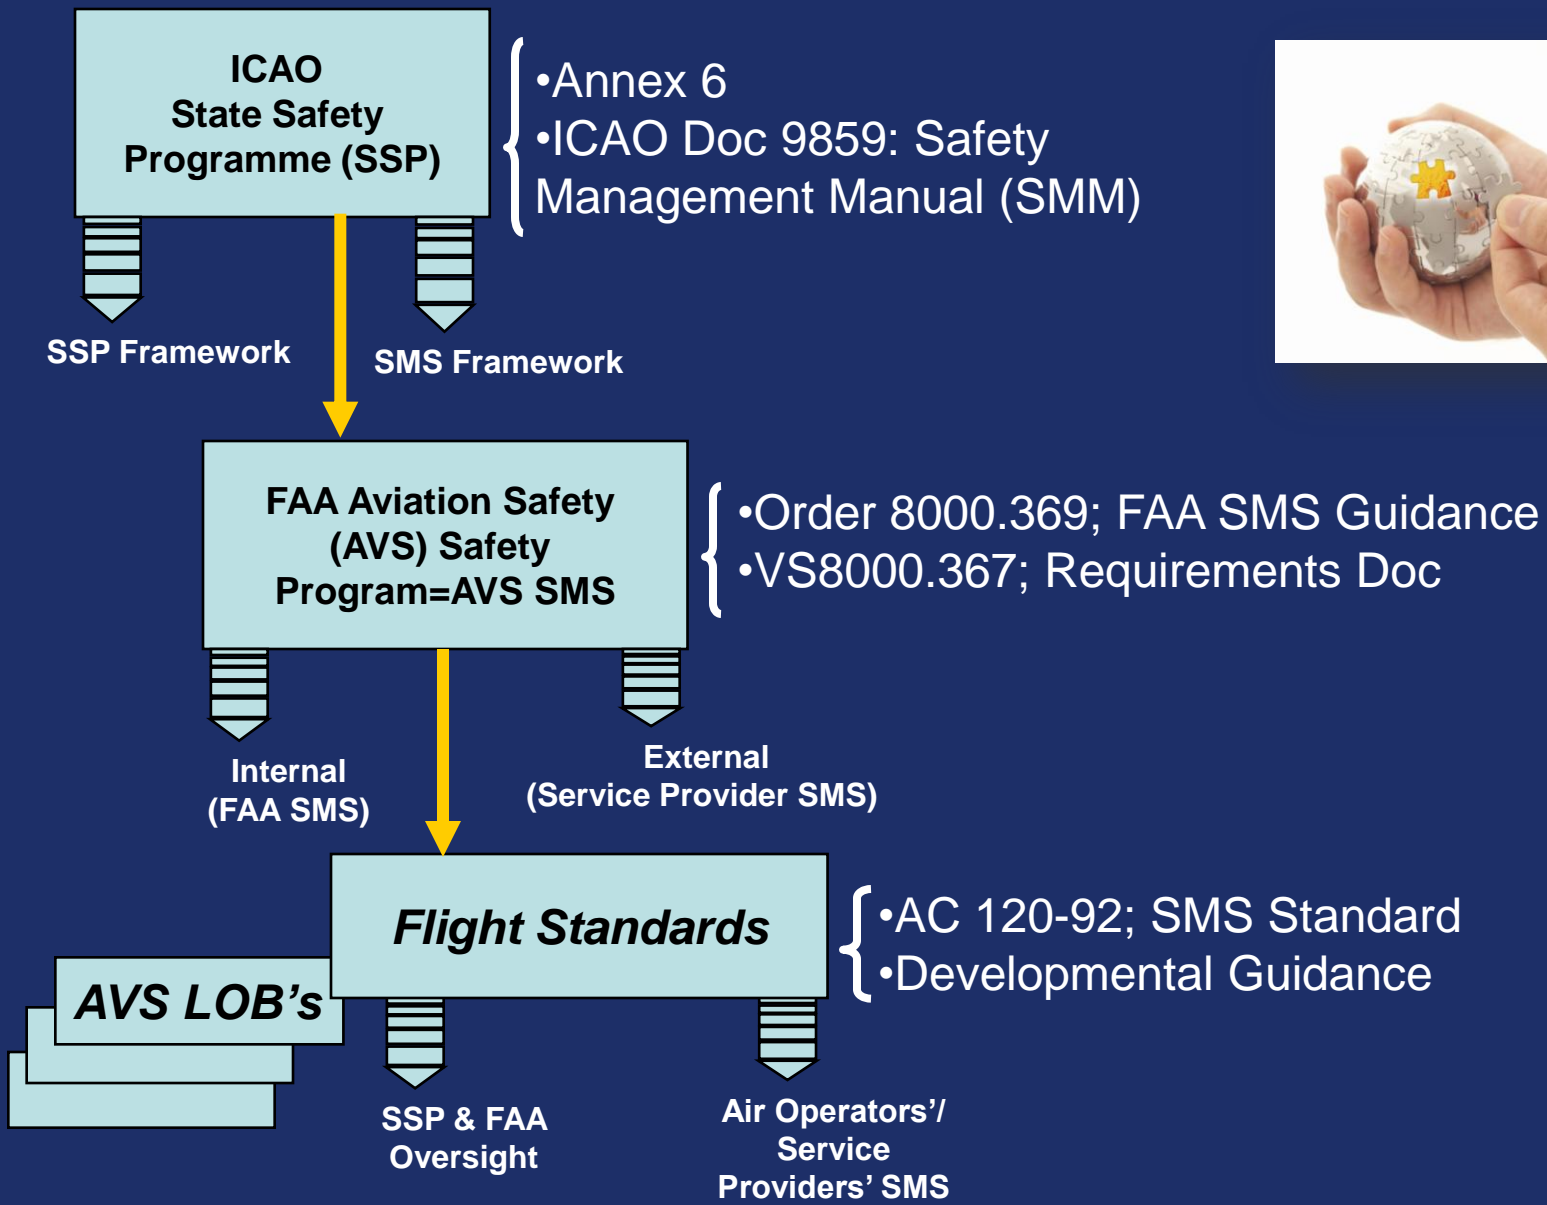 ICAO
State Safety
Programme (SSP)
•Annex 6
•ICAO Doc 9859: Safety
Management Manual (SMM)
SSP Framework
SMS Framework
FAA Aviation Safety
(AVS) Safety
Program=AVS SMS
•Order 8000.369; FAA SMS Guidance
•VS8000.367; Requirements Doc
Internal
(FAA SMS)
External
(Service Provider SMS)
Flight Standards
•AC 120-92; SMS Standard
•Developmental Guidance
AVS LOB's
SSP & FAA
Oversight
Air Operators’/
Service
Providers’ SMS